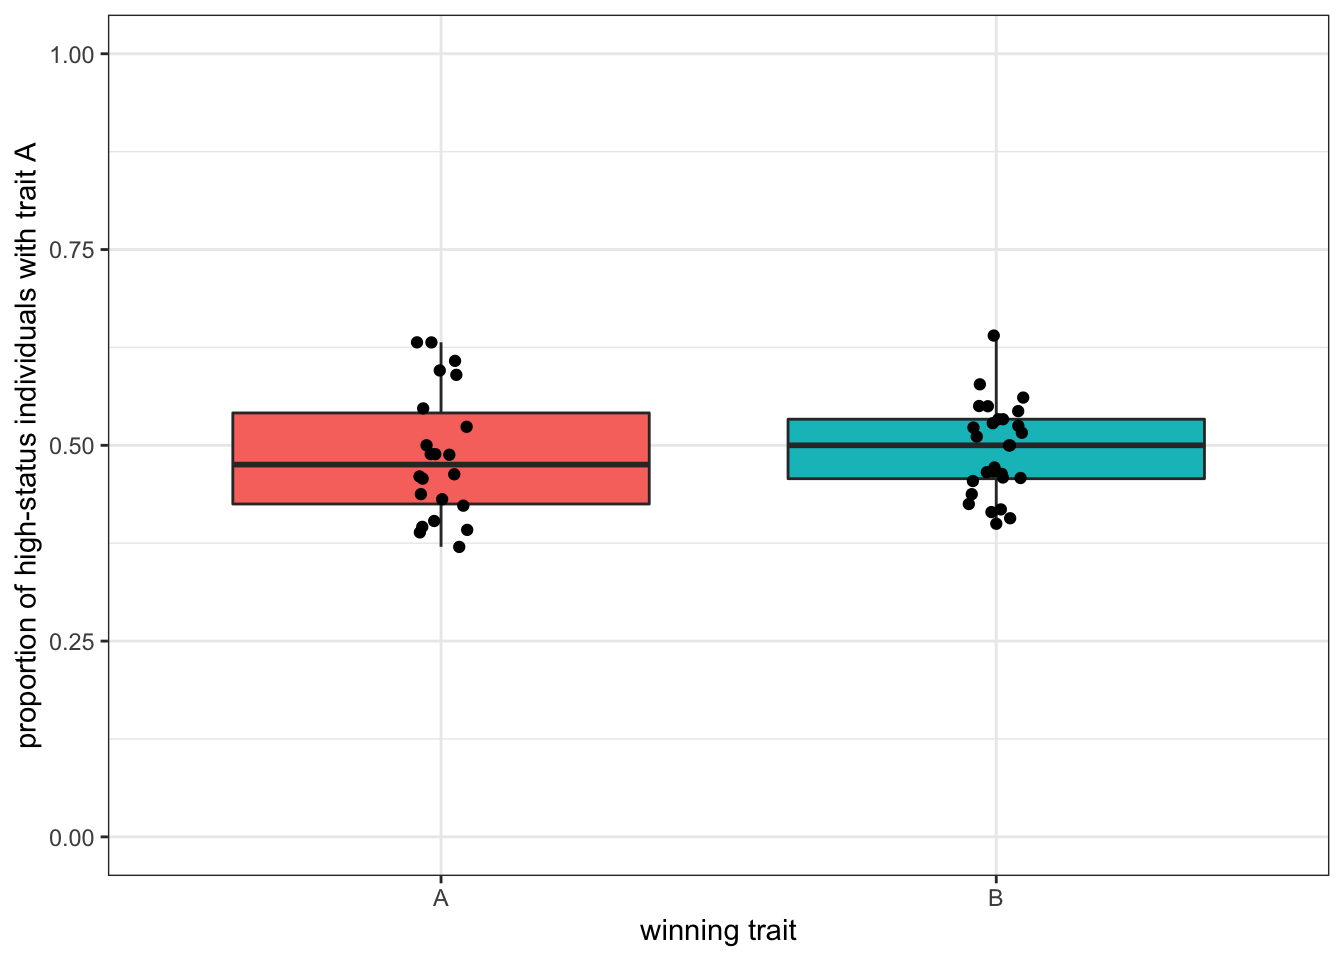 proportion of high-status individuals with trait A
1.00
0.75
0.50
0.25
0.00
A
B
winning trait